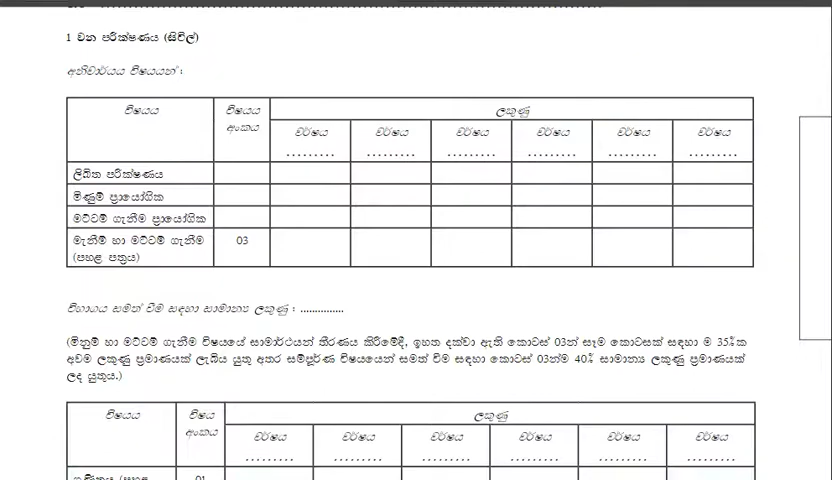 1 වන පරීක්ෂණය (සිවිල්)
අනිවාර්යය විෂයයන් :
විෂයය
විෂයය අංකය
ලකුණු
වර්ෂය ......... වර්ෂය ......... වර්ෂය ......... වර්ෂය ......... වර්ෂය ......... වර්ෂය .........
ලිඛිත පරීක්ෂණය
මිණුම් ප්‍රායෝගික
මට්ටම් ගැනීම ප්‍රායෝගික
මැනීම් හා මට්ටම් ගැනීම 03
(පහළ පත්‍රය)
විභාගය සමත් වීම සඳහා සාමාන්‍ය ලකුණු : ...............
(මිනුම් හා මට්ටම් ගැනීම විෂයයේ සාමාර්ථයන් තීරණය කිරීමේදී, ඉහත දක්වා ඇති කොටස් 03න් සෑම කොටසක් සඳහා ම 35%ක
අවම ලකුණු ප්‍රමාණයක් ලැබිය යුතු අතර සම්පූර්ණ විෂයයෙන් සමත් වීම සඳහා කොටස් 03න්ම 40% සාමාන්‍ය ලකුණු ප්‍රමාණයක්
ලද යුතුය.)
විෂයය
විෂය අංකය
ලකුණු
වර්ෂය ......... වර්ෂය ......... වර්ෂය ......... වර්ෂය ......... වර්ෂය ......... වර්ෂය .........
01